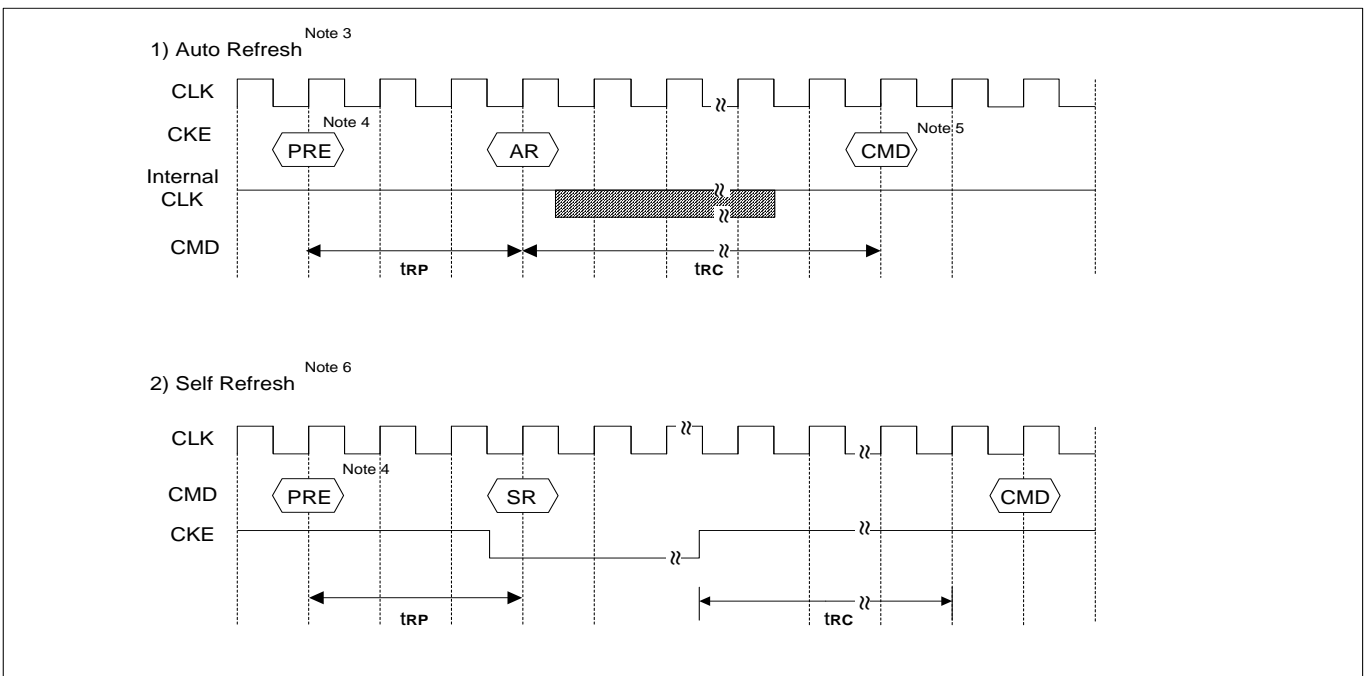 1) Auto Refresh Note 3
CLK
CKE
PRE
Note 4
AR
CMD
Note 5
Internal
CLK
CMD
tRP
tRC
2) Self Refresh Note 6
CLK
CMD
PRE
Note 4
SR
CMD
CKE
tRP
tRC